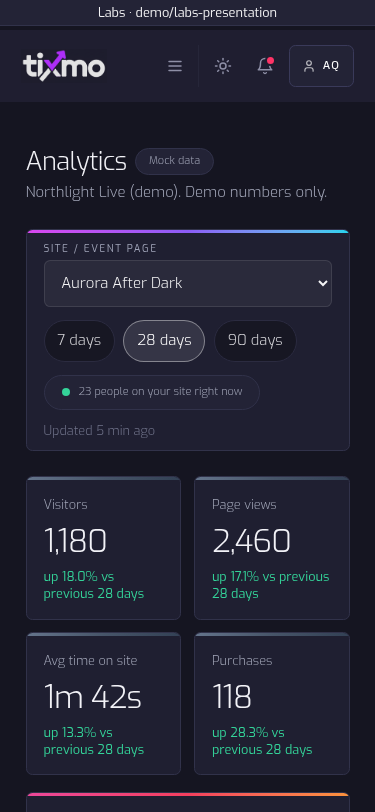 Labs · demo/labs-presentation
tixmo
AQ
Analytics
Mock data
Northlight Live (demo). Demo numbers only.
SITE / EVENT PAGE
Aurora After Dark
7 days
28 days
90 days
23 people on your site right now
Updated 5 min ago
Visitors
1,180
up 18.0% vs
previous 28 days
Page views
2,460
up 17.1% vs previous
28 days
Avg time on site
1m 42s
up 13.3% vs
previous 28 days
Purchases
118
up 28.3% vs
previous 28 days